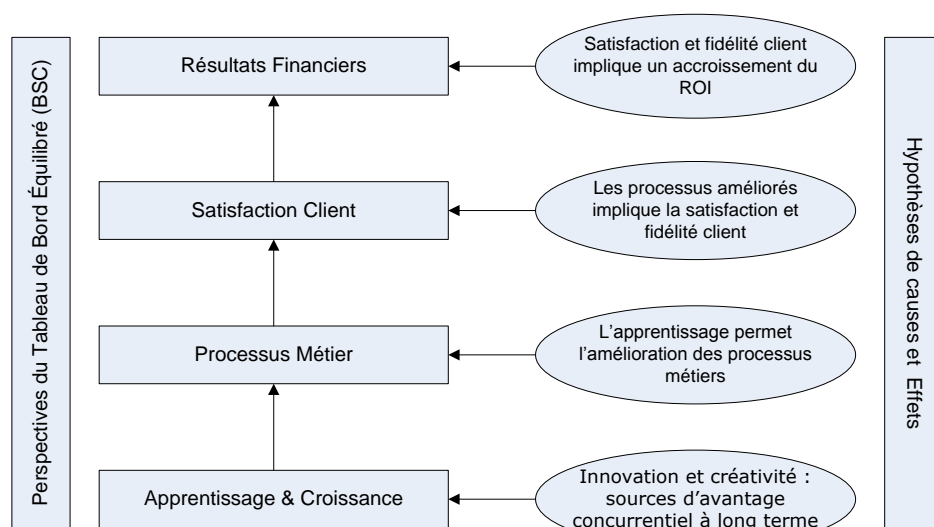 Perspectives du Tableau de Bord Équilibré (BSC)
Résultats Financiers
Satisfaction et fidélité client
implique un accroissement du
ROI
Satisfaction Client
Les processus améliorés
implique la satisfaction et
fidélité client
Processus Métier
L'apprentissage permet
l'amélioration des processus
métiers
Apprentissage & Croissance
Innovation et créativité :
sources d'avantage
concurrentiel à long terme
Hypothèses de causes et Effets